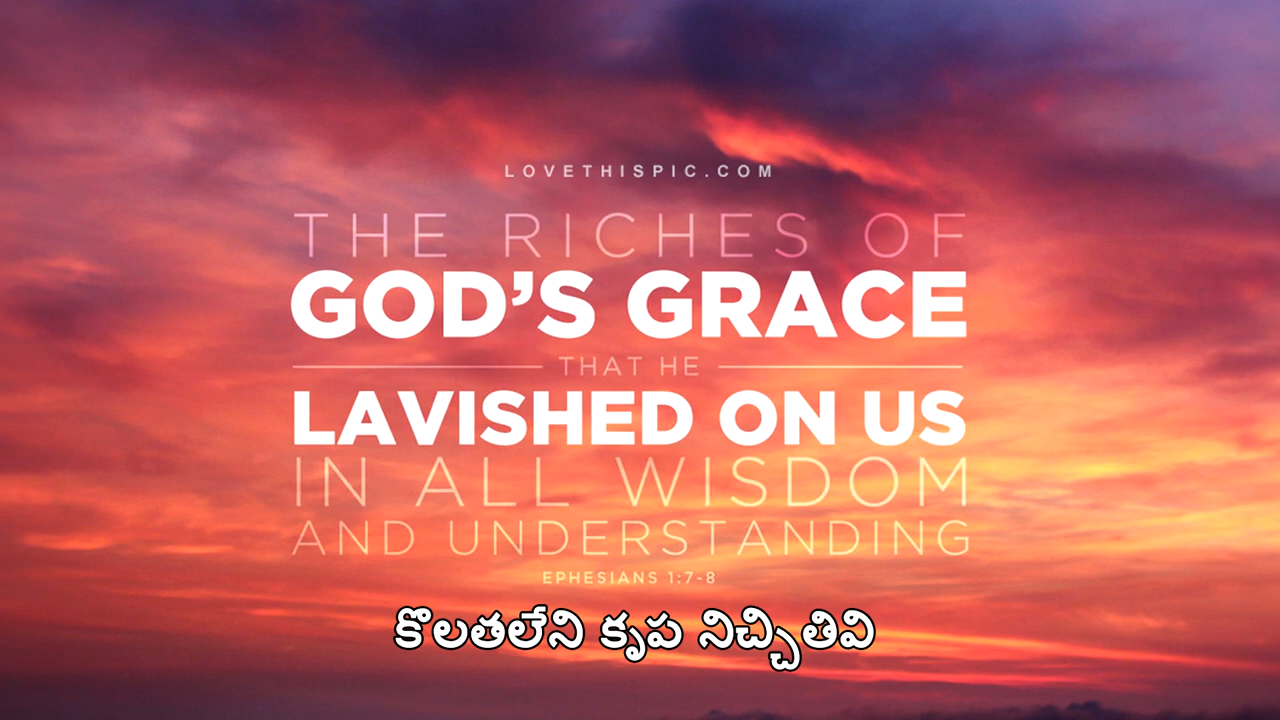 LOVETHISPIC.COM
THE RICHES OF
GOD'S GRACE
THAT HE
LAVISHED ON US
IN ALL WISDOM
AND UNDERSTANDING
EPHESIANS 1:7-8
కొలతలేని కృప నిచ్చితివి